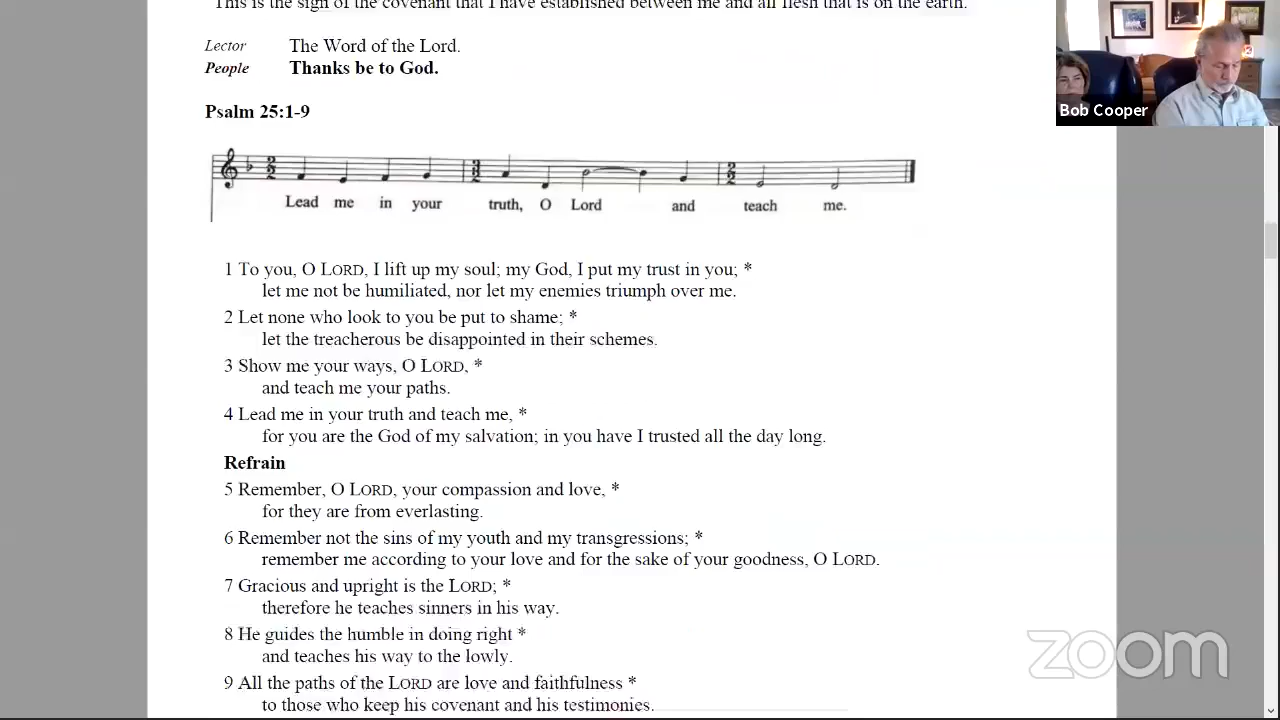 This is the sign of the covenant that I have established between me and all flesh that is on the earth.
Lector The Word of the Lord.
People Thanks be to God.
Psalm 25:1-9
2 2 3 2 2 2
Lead me in your truth, O Lord and teach me.
1 To you, O LORD, I lift up my soul; my God, I put my trust in you; *
let me not be humiliated, nor let my enemies triumph over me.
2 Let none who look to you be put to shame; *
let the treacherous be disappointed in their schemes.
3 Show me your ways, O LORD, *
and teach me your paths.
4 Lead me in your truth and teach me, *
for you are the God of my salvation; in you have I trusted all the day long.
Refrain
5 Remember, O LORD, your compassion and love, *
for they are from everlasting.
6 Remember not the sins of my youth and my transgressions; *
remember me according to your love and for the sake of your goodness, O LORD.
7 Gracious and upright is the LORD; *
therefore he teaches sinners in his way.
8 He guides the humble in doing right *
and teaches his way to the lowly.
9 All the paths of the LORD are love and faithfulness *
to those who keep his covenant and his testimonies.
Bob Cooper
zoom